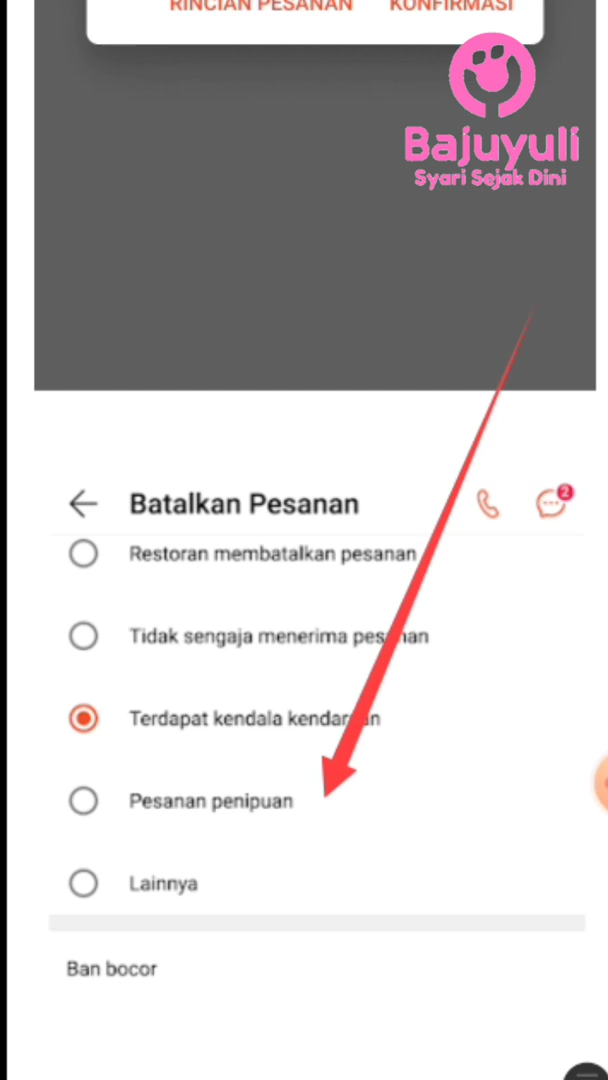 RINCIAN PESANAN KONFIRMASI
Bajuyuli
Syari Sejak Dini
Batalkan Pesanan
2
Restoran membatalkan pesanan
Tidak sengaja menerima pesanan
Terdapat kendala kendaraan
Pesanan penipuan
Lainnya
Ban bocor